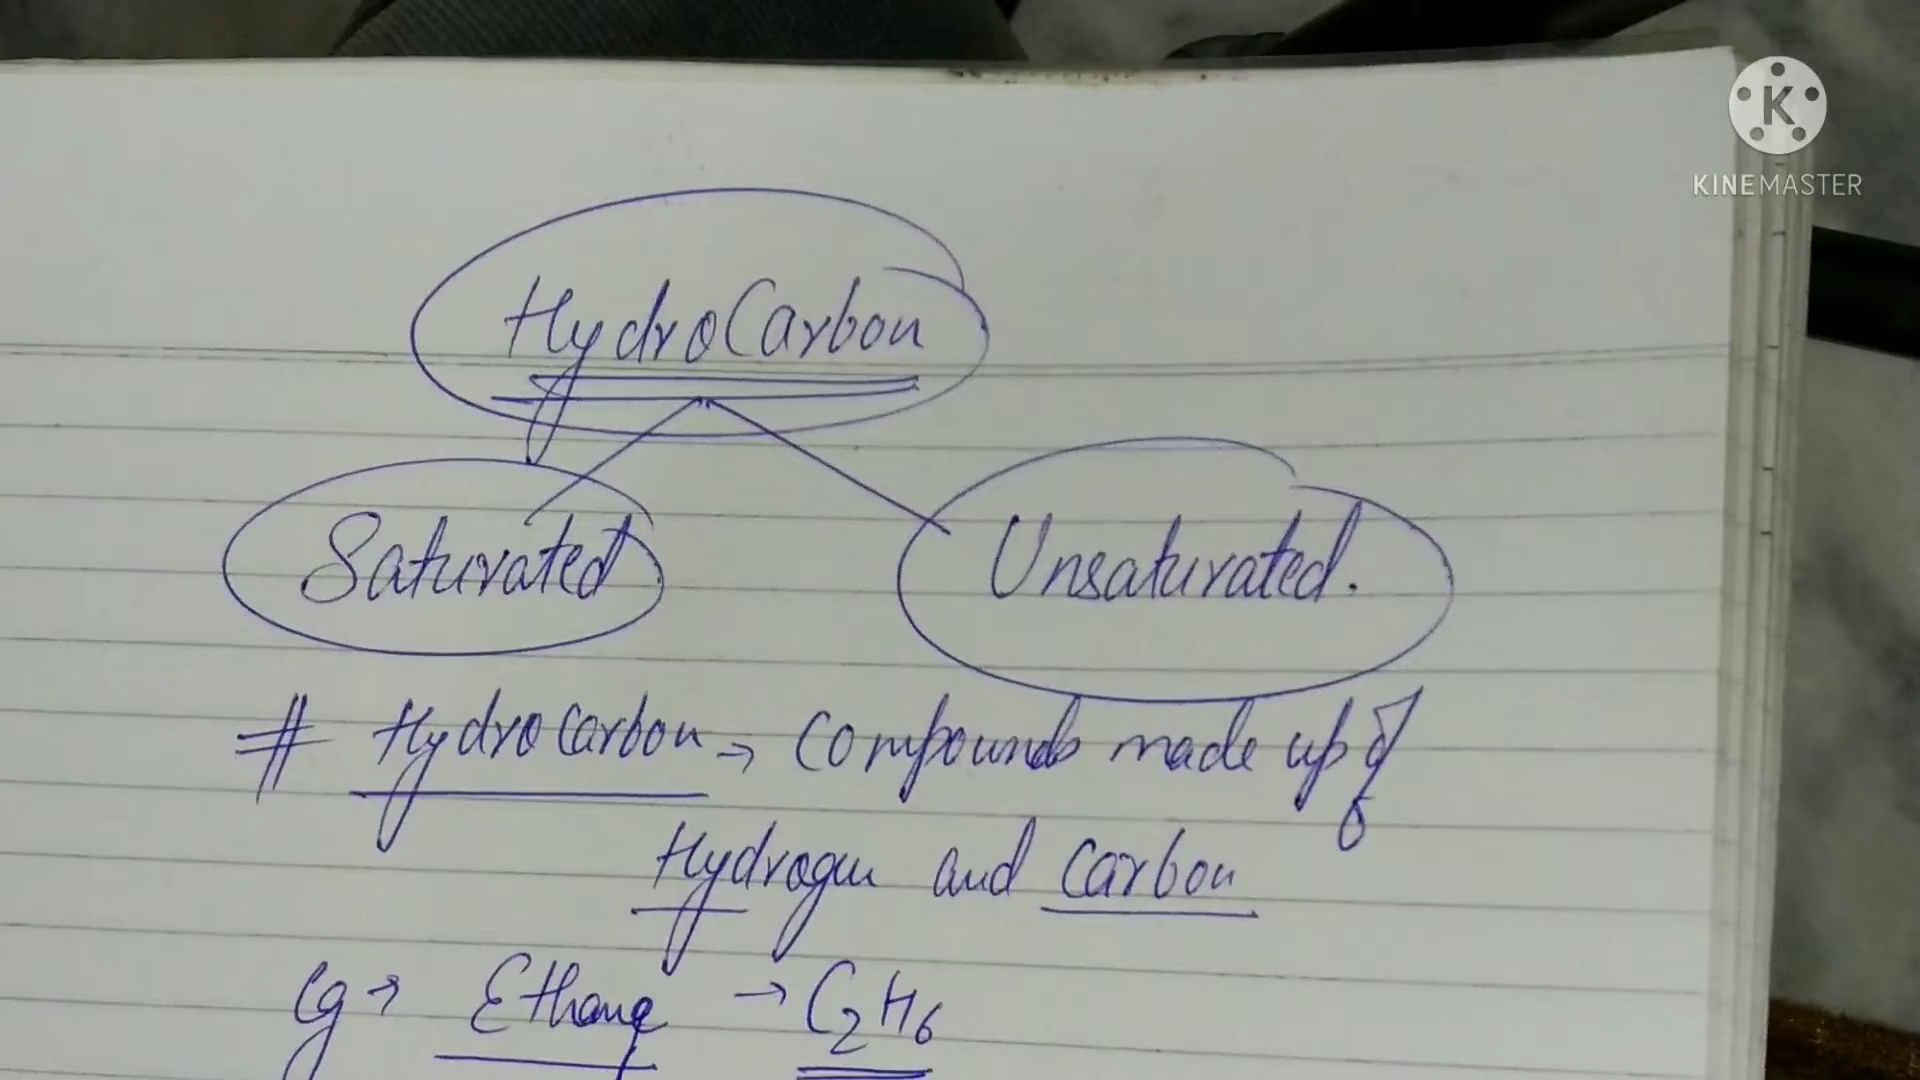 K
KINEMASTER
HydroCarbon
Saturated
Unsaturated.
# Hydrocarbon → Compounds made up of
Hydrogen and Carbon
eg → Ethane → C₂H₆